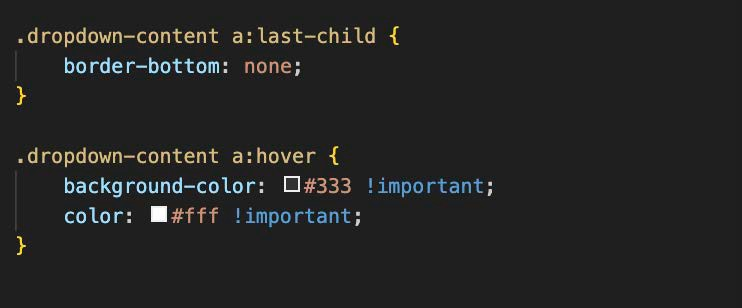 .dropdown-content a:last-child {
    border-bottom: none;
}

.dropdown-content a:hover {
    background-color: #333 !important;
    color: #fff !important;
}